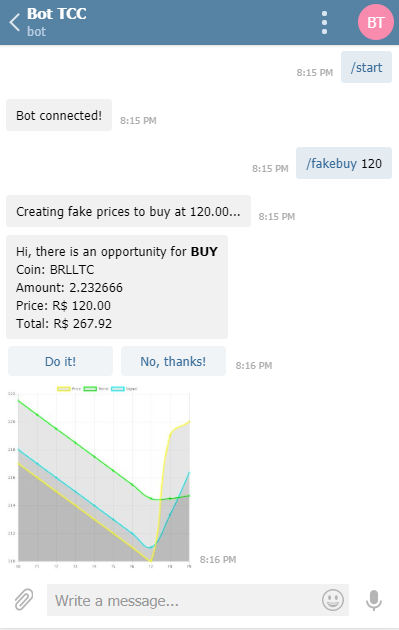 Bot TCC
bot
BT
/start
8:15 PM
Bot connected!
8:15 PM
/fakebuy 120
8:15 PM
Creating fake prices to buy at 120.00...
8:15 PM
Hi, there is an opportunity for BUY
Coin: BRLLTC
Amount: 2.232666
Price: R$ 120.00
Total: R$ 267.92
Do it!
No, thanks!
8:16 PM
Price
8:16 PM
Write a message...